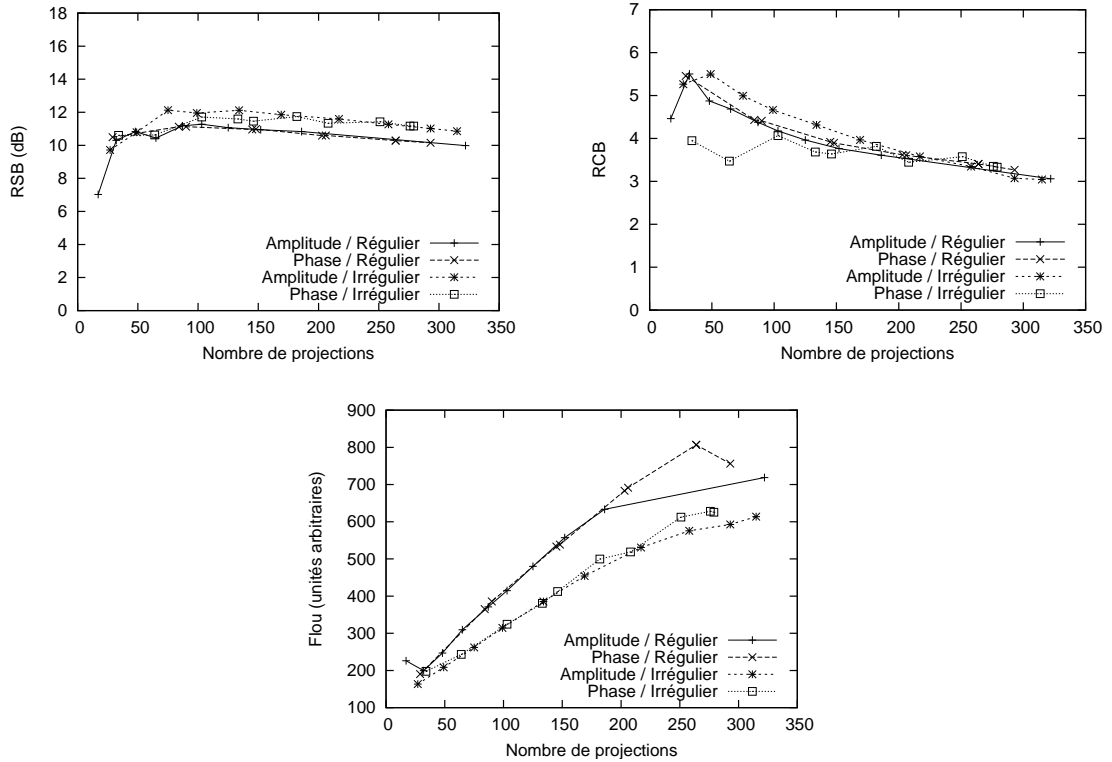 18
16
14
12
10
8
6
4
2
0
RSB (dB)
Amplitude / Régulier
Phase / Régulier
Amplitude / Irrégulier
Phase / Irrégulier
0 50 100 150 200 250 300 350
Nombre de projections
7
6
5
4
3
2
1
0
RCB
Amplitude / Régulier
Phase / Régulier
Amplitude / Irrégulier
Phase / Irrégulier
0 50 100 150 200 250 300 350
Nombre de projections
900
800
700
600
500
400
300
200
100
Flou (unités arbitraires)
Amplitude / Régulier
Phase / Régulier
Amplitude / Irrégulier
Phase / Irrégulier
0 50 100 150 200 250 300 350
Nombre de projections